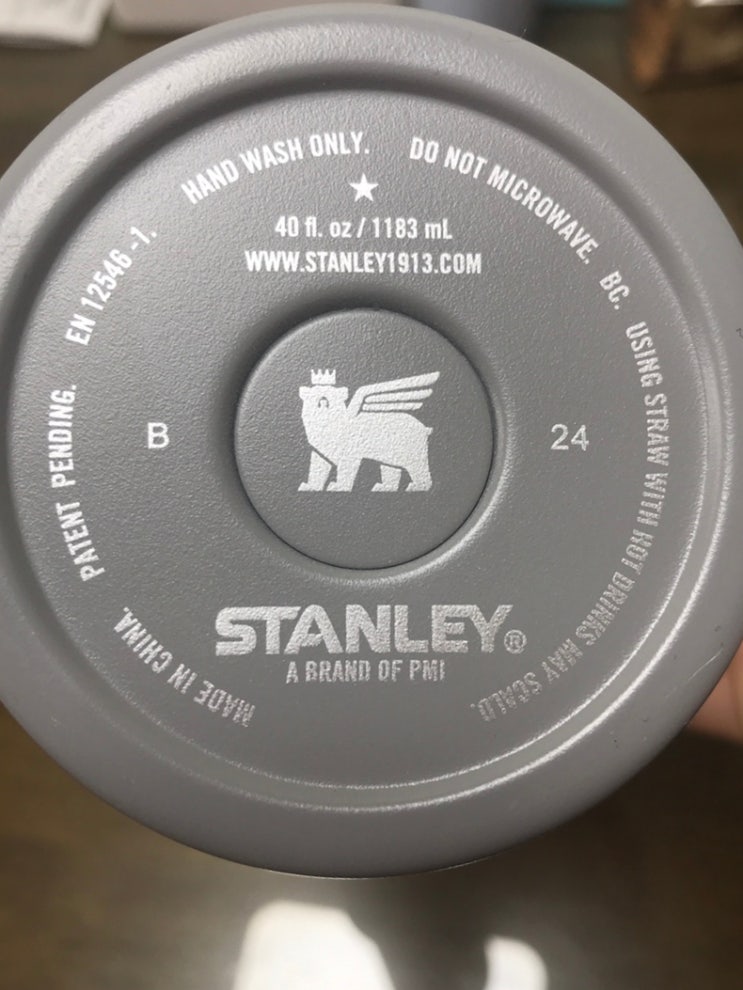 MADE IN CHINA. PATENT PENDING. EN 12546 -1. HAND WASH ONLY. DO NOT MICROWAVE. BC. USING STRAW WITH HOT DRINKS MAY SCALD.
40 fl. oz / 1183 mL
WWW.STANLEY1913.COM
B
24
STANLEY®
A BRAND OF PMI